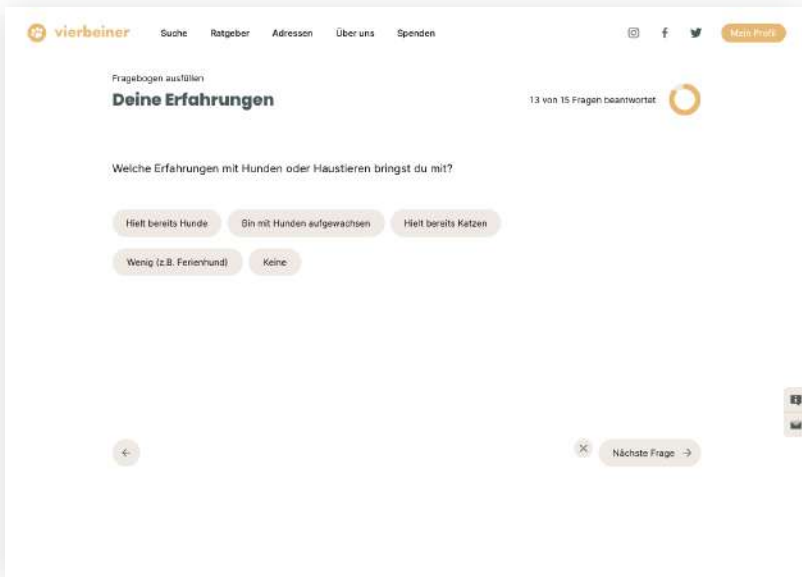 vierbeiner Suche Ratgeber Adressen Über uns Spenden Mein Profil
Fragebogen ausfüllen
Deine Erfahrungen
13 von 15 Fragen beantwortet
Welche Erfahrungen mit Hunden oder Haustieren bringst du mit?
Hielt bereits Hunde Bin mit Hunden aufgewachsen Hielt bereits Katzen
Wenig (z.B. Ferienhund) Keine
Nächste Frage